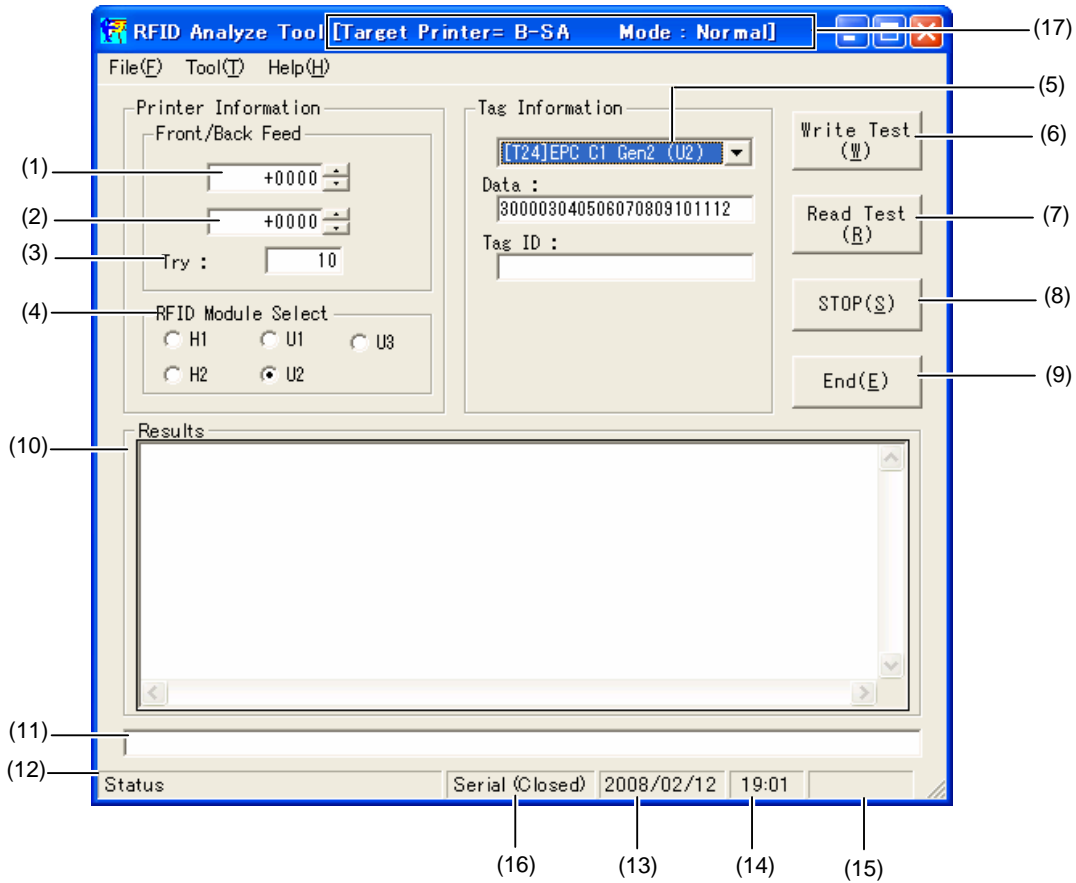 RFID Analyze Tool [Target Printer= B-SA Mode : Normal]
(17)
File(F) Tool(T) Help(H)
Printer Information
Front/Back Feed
(1)
+0000
(2)
+0000
(3)
Try :
10
(4)
RFID Module Select
H1 U1 U3
H2 U2
Tag Information
(5)
[T24]EPC C1 Gen2 (U2)
Data :
300003040506070809101112
Tag ID :
Write Test
(W)
(6)
Read Test
(R)
(7)
STOP(S)
(8)
End(E)
(9)
(10)
Results
(11)
(12)
Status Serial (Closed) 2008/02/12 19:01
(16) (13) (14) (15)